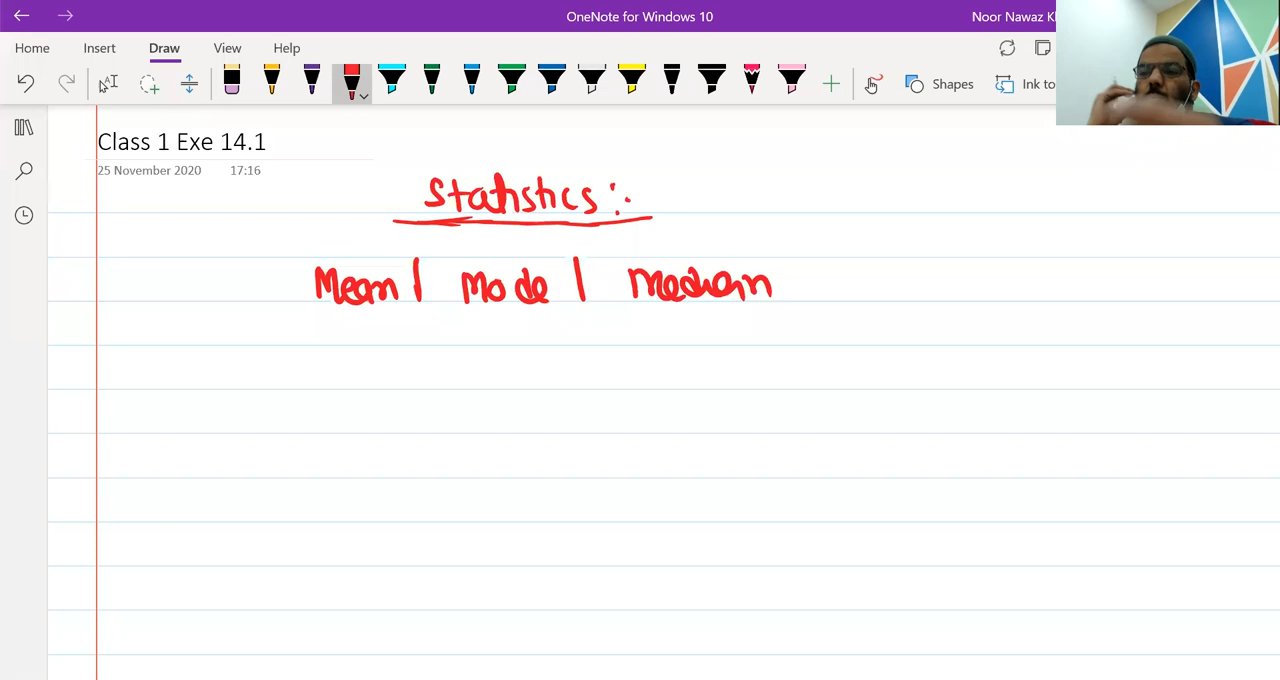 OneNote for Windows 10
Noor Nawaz Kh
Home Insert Draw View Help
Shapes Ink to
Class 1 Exe 14.1
25 November 2020 17:16
Statistics :-
Mean | Mode | Median